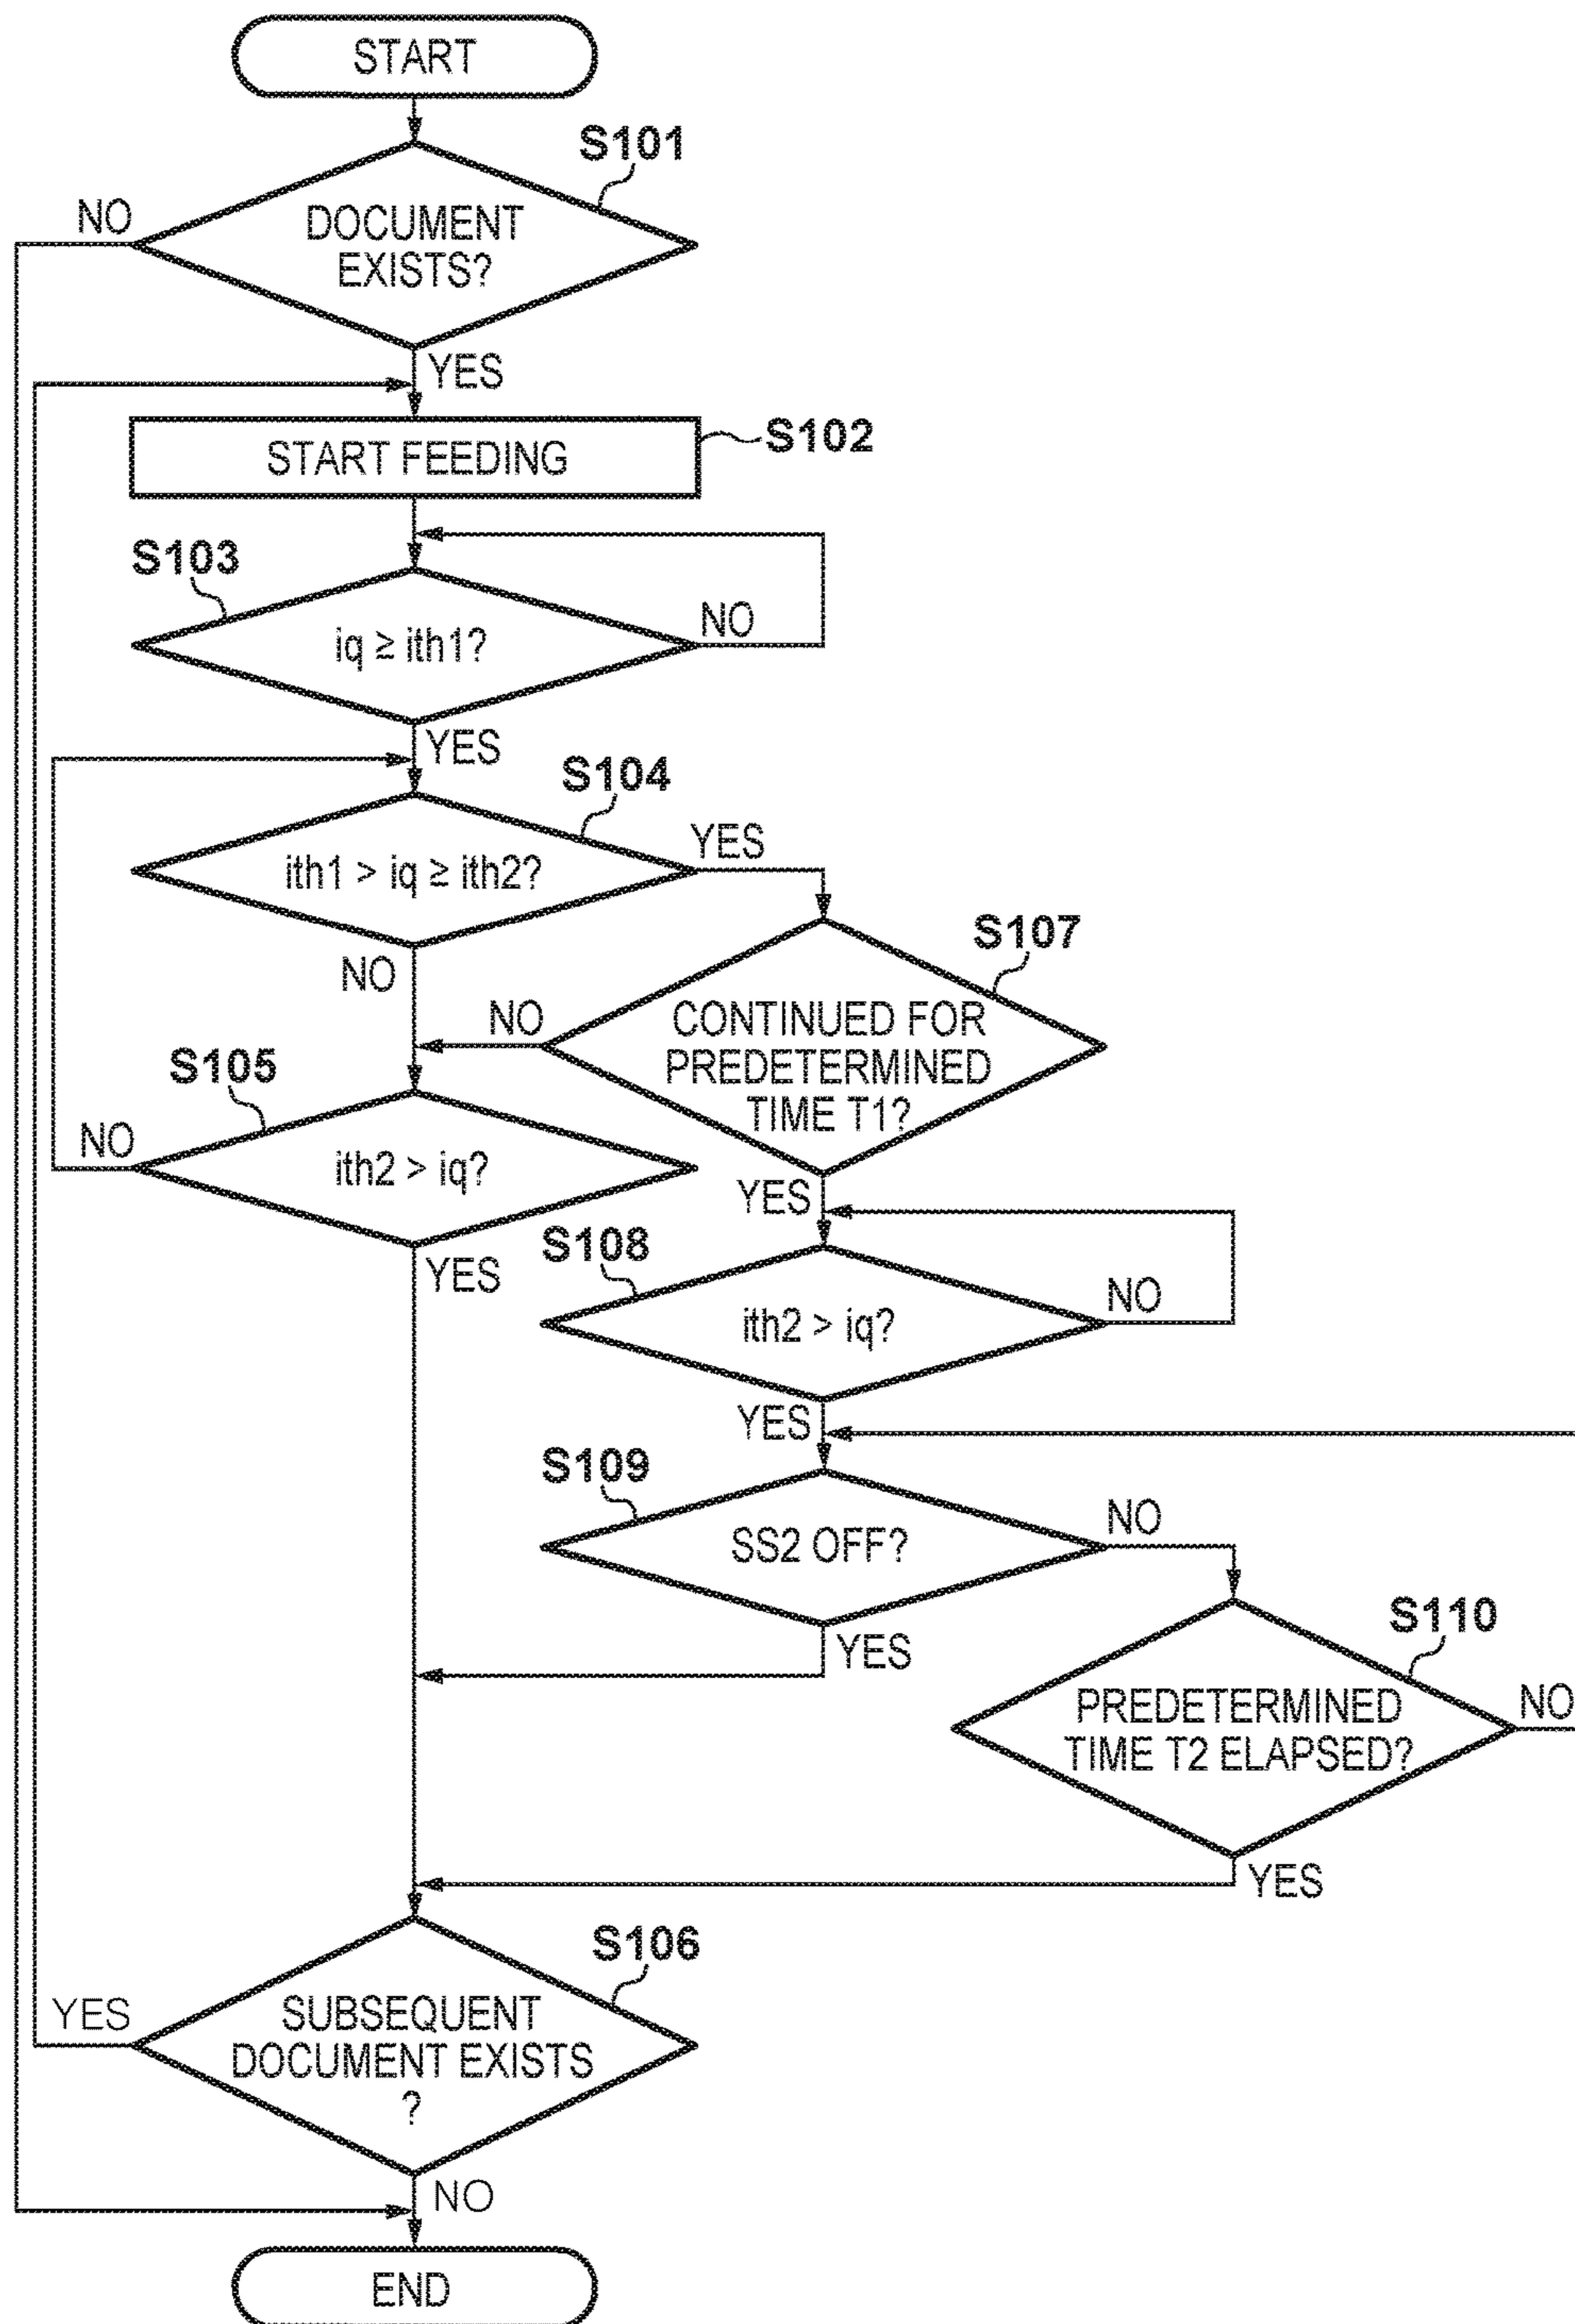 START
S101
NO
DOCUMENT
EXISTS?
YES
START FEEDING
S102
S103
iq ≥ ith1?
NO
YES
S104
ith1 > iq ≥ ith2?
YES
NO
S107
NO
CONTINUED FOR
PREDETERMINED
TIME T1?
S105
NO
ith2 > iq?
YES
YES
S108
ith2 > iq?
NO
YES
S109
SS2 OFF?
NO
YES
S110
PREDETERMINED
TIME T2 ELAPSED?
NO
YES
S106
YES
SUBSEQUENT
DOCUMENT EXISTS
?
NO
END